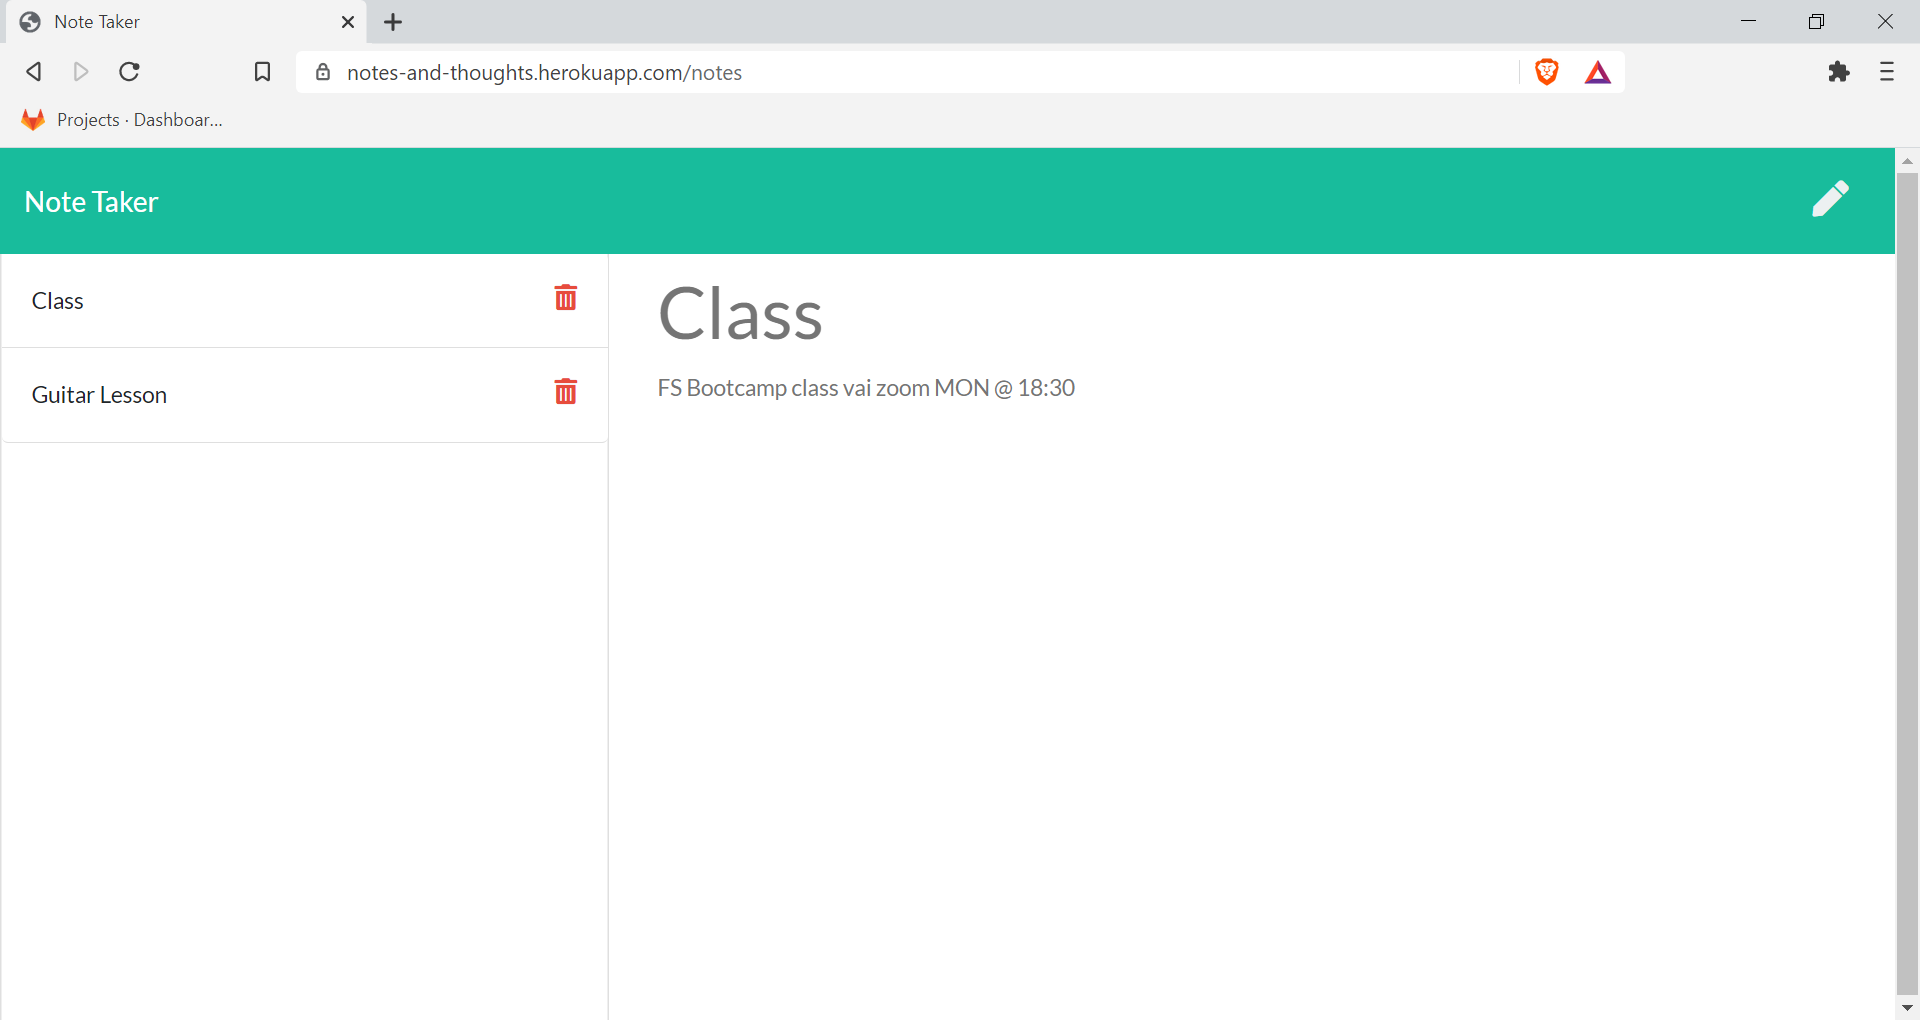 Note Taker
notes-and-thoughts.herokuapp.com/notes
Projects · Dashboar...
Note Taker
Class
Guitar Lesson
Class
FS Bootcamp class vai zoom MON @ 18:30